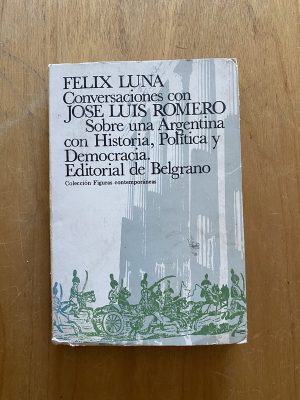 FELIX LUNA
Conversaciones con
JOSE LUIS ROMERO
Sobre una Argentina
con Historia, Política y
Democracia.
Editorial de Belgrano
Colección Figuras contemporáneas